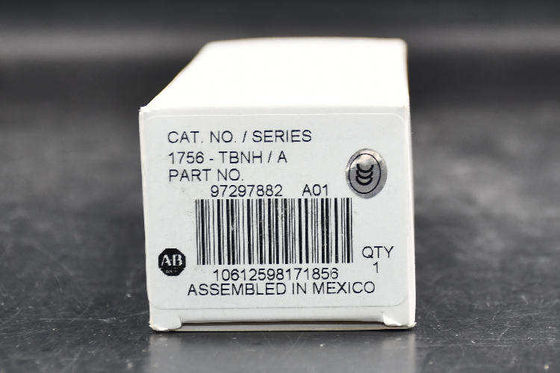 CAT. NO. / SERIES
1756 - TBNH / A
PART NO.
97297882 A01
AB
QTY
1
10612598171856
ASSEMBLED IN MEXICO